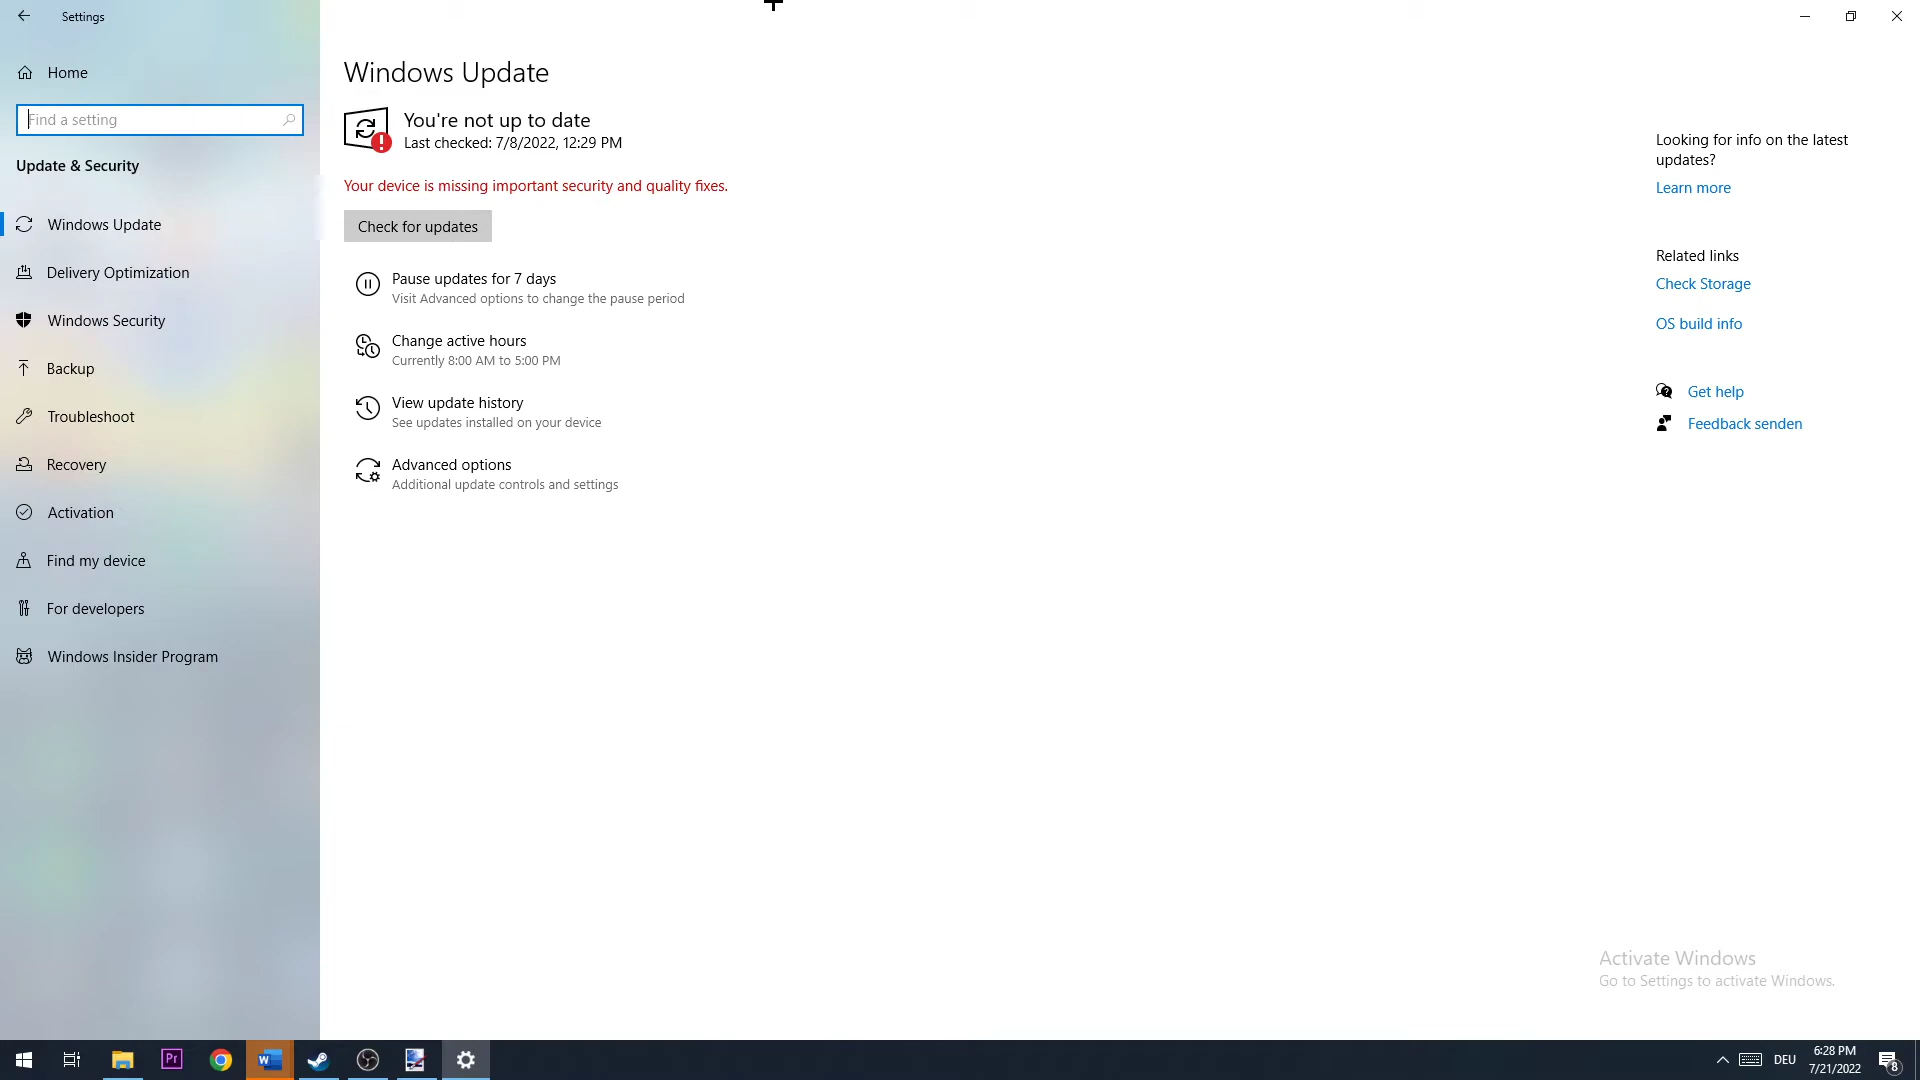 Settings
Home
Find a setting
Update & Security
Windows Update
Delivery Optimization
Windows Security
Backup
Troubleshoot
Recovery
Activation
Find my device
For developers
Windows Insider Program
Windows Update
You're not up to date
Last checked: 7/8/2022, 12:29 PM
Your device is missing important security and quality fixes.
Check for updates
Pause updates for 7 days
Visit Advanced options to change the pause period
Change active hours
Currently 8:00 AM to 5:00 PM
View update history
See updates installed on your device
Advanced options
Additional update controls and settings
Looking for info on the latest
updates?
Learn more
Related links
Check Storage
OS build info
Get help
Feedback senden
Activate Windows
Go to Settings to activate Windows.
Pr
W
DEU
6:28 PM
7/21/2022
8